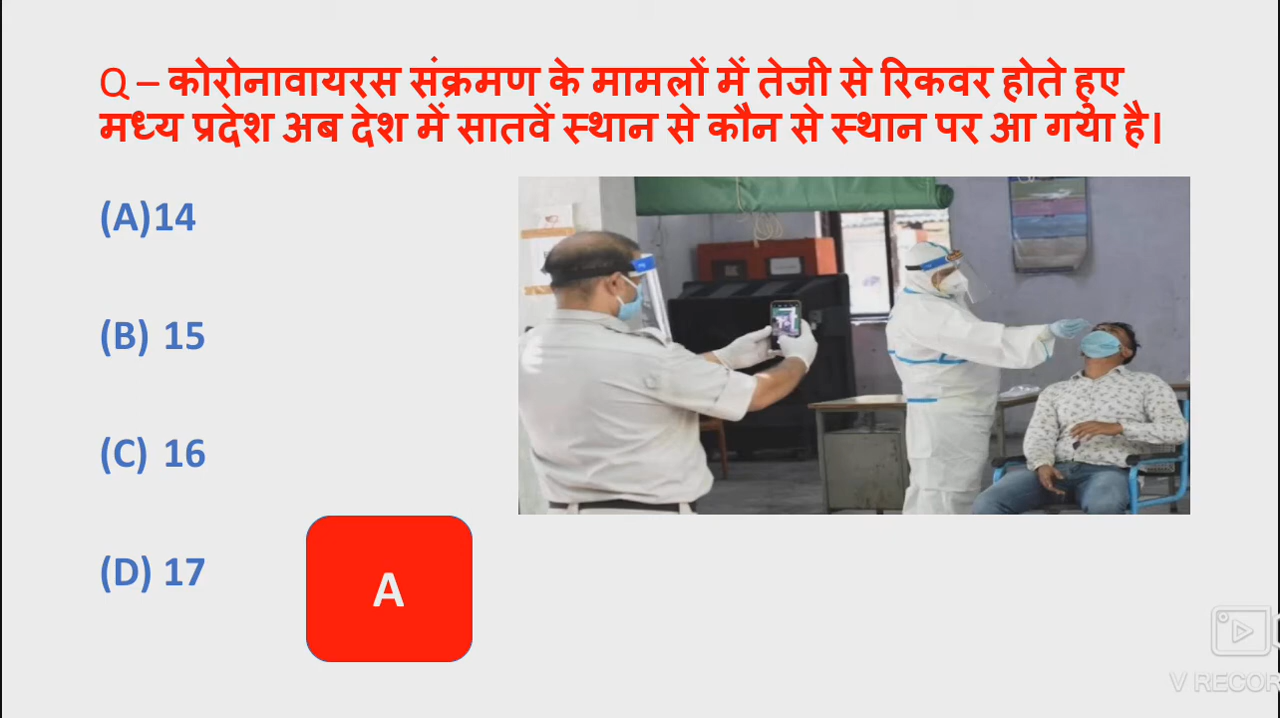 Q – कोरोनावायरस संक्रमण के मामलों में तेजी से रिकवर होते हुए
मध्य प्रदेश अब देश में सातवें स्थान से कौन से स्थान पर आ गया है।
(A)14
(B) 15
(C) 16
(D) 17
A
V RECOR